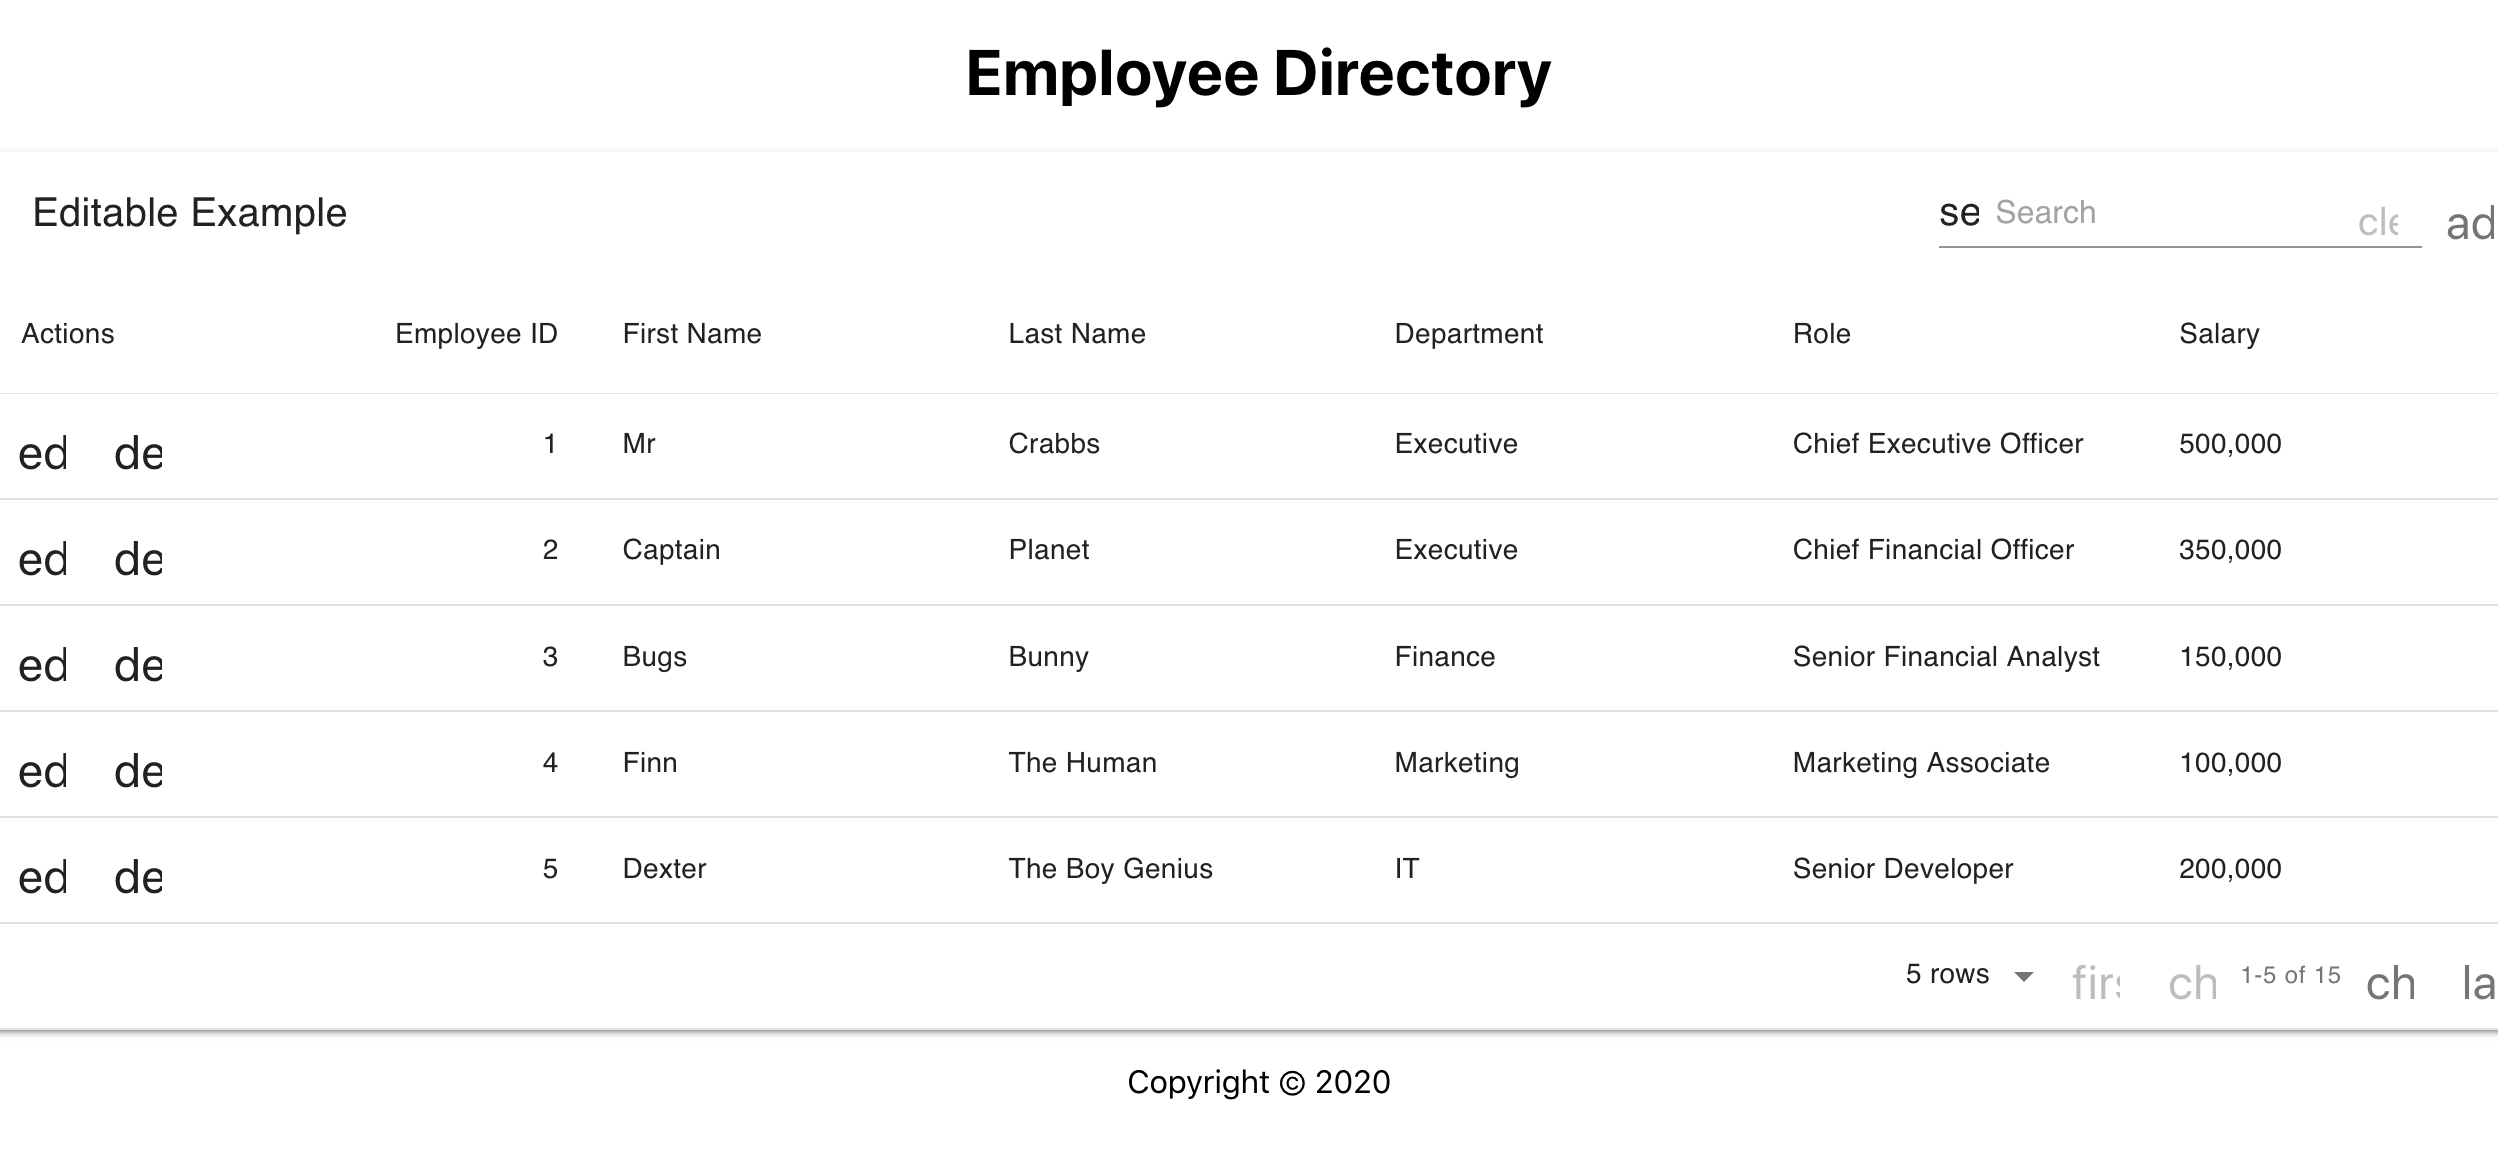 Employee Directory
Editable Example se Search cle ad
Actions Employee ID First Name Last Name Department Role Salary
ed de 1 Mr Crabbs Executive Chief Executive Officer 500,000
ed de 2 Captain Planet Executive Chief Financial Officer 350,000
ed de 3 Bugs Bunny Finance Senior Financial Analyst 150,000
ed de 4 Finn The Human Marketing Marketing Associate 100,000
ed de 5 Dexter The Boy Genius IT Senior Developer 200,000
5 rows firs ch 1-5 of 15 ch la
Copyright © 2020